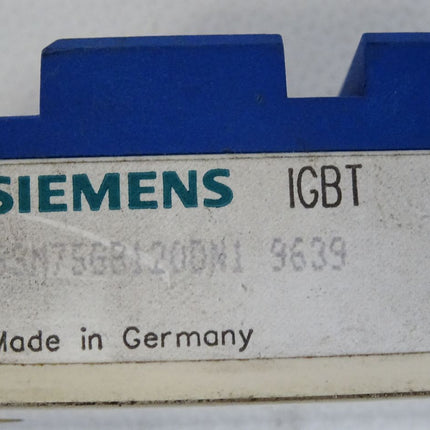 SIEMENS IGBT
BSM75GB120DN1 9639
Made in Germany